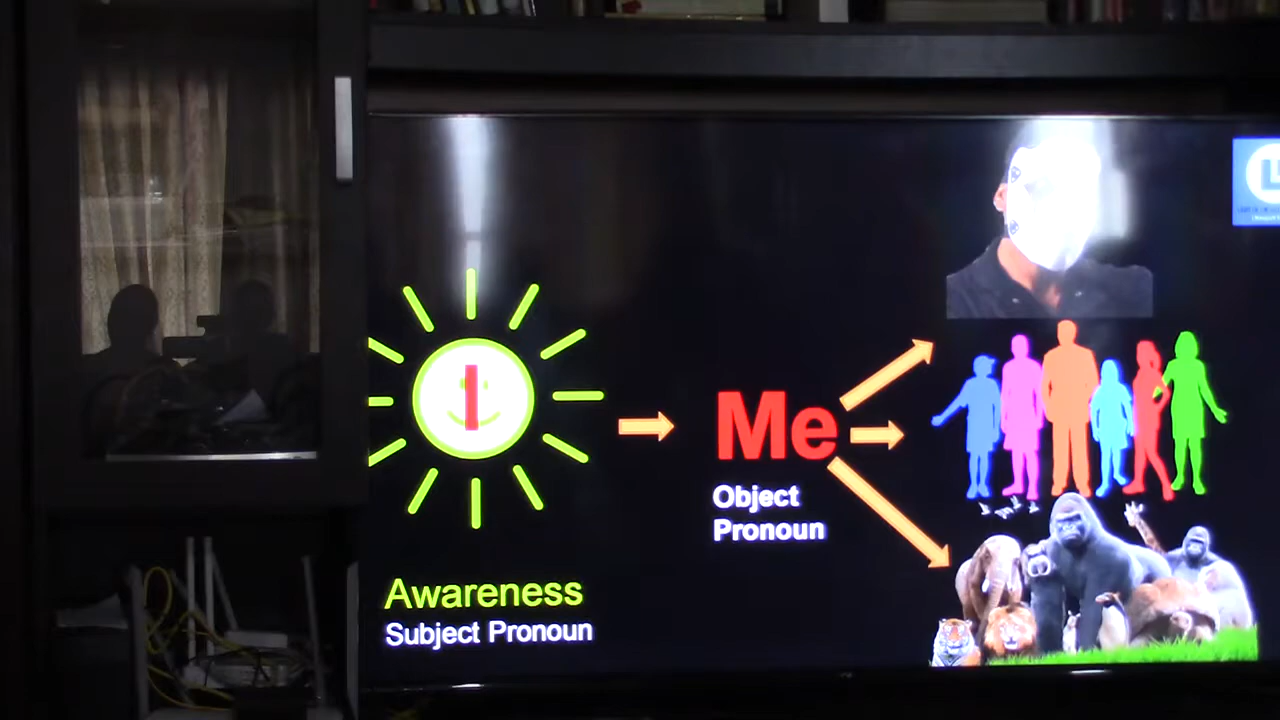 I
Me
Object
Pronoun
Awareness
Subject Pronoun